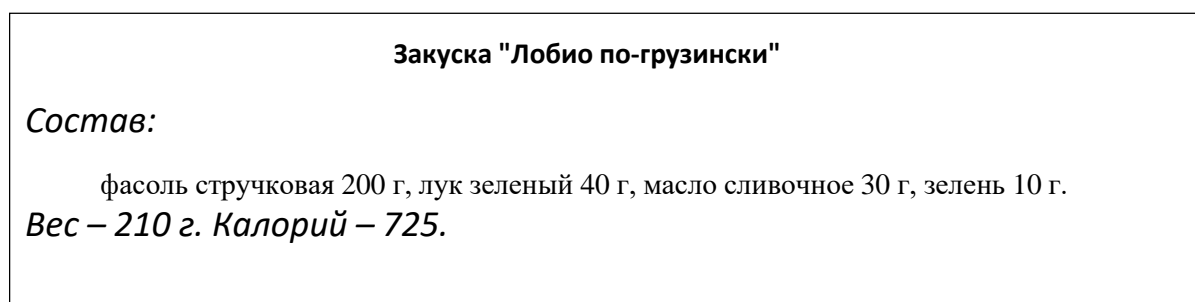 Закуска "Лобио по-грузински"
Состав:
фасоль стручковая 200 г, лук зеленый 40 г, масло сливочное 30 г, зелень 10 г.
Вес – 210 г. Калорий – 725.